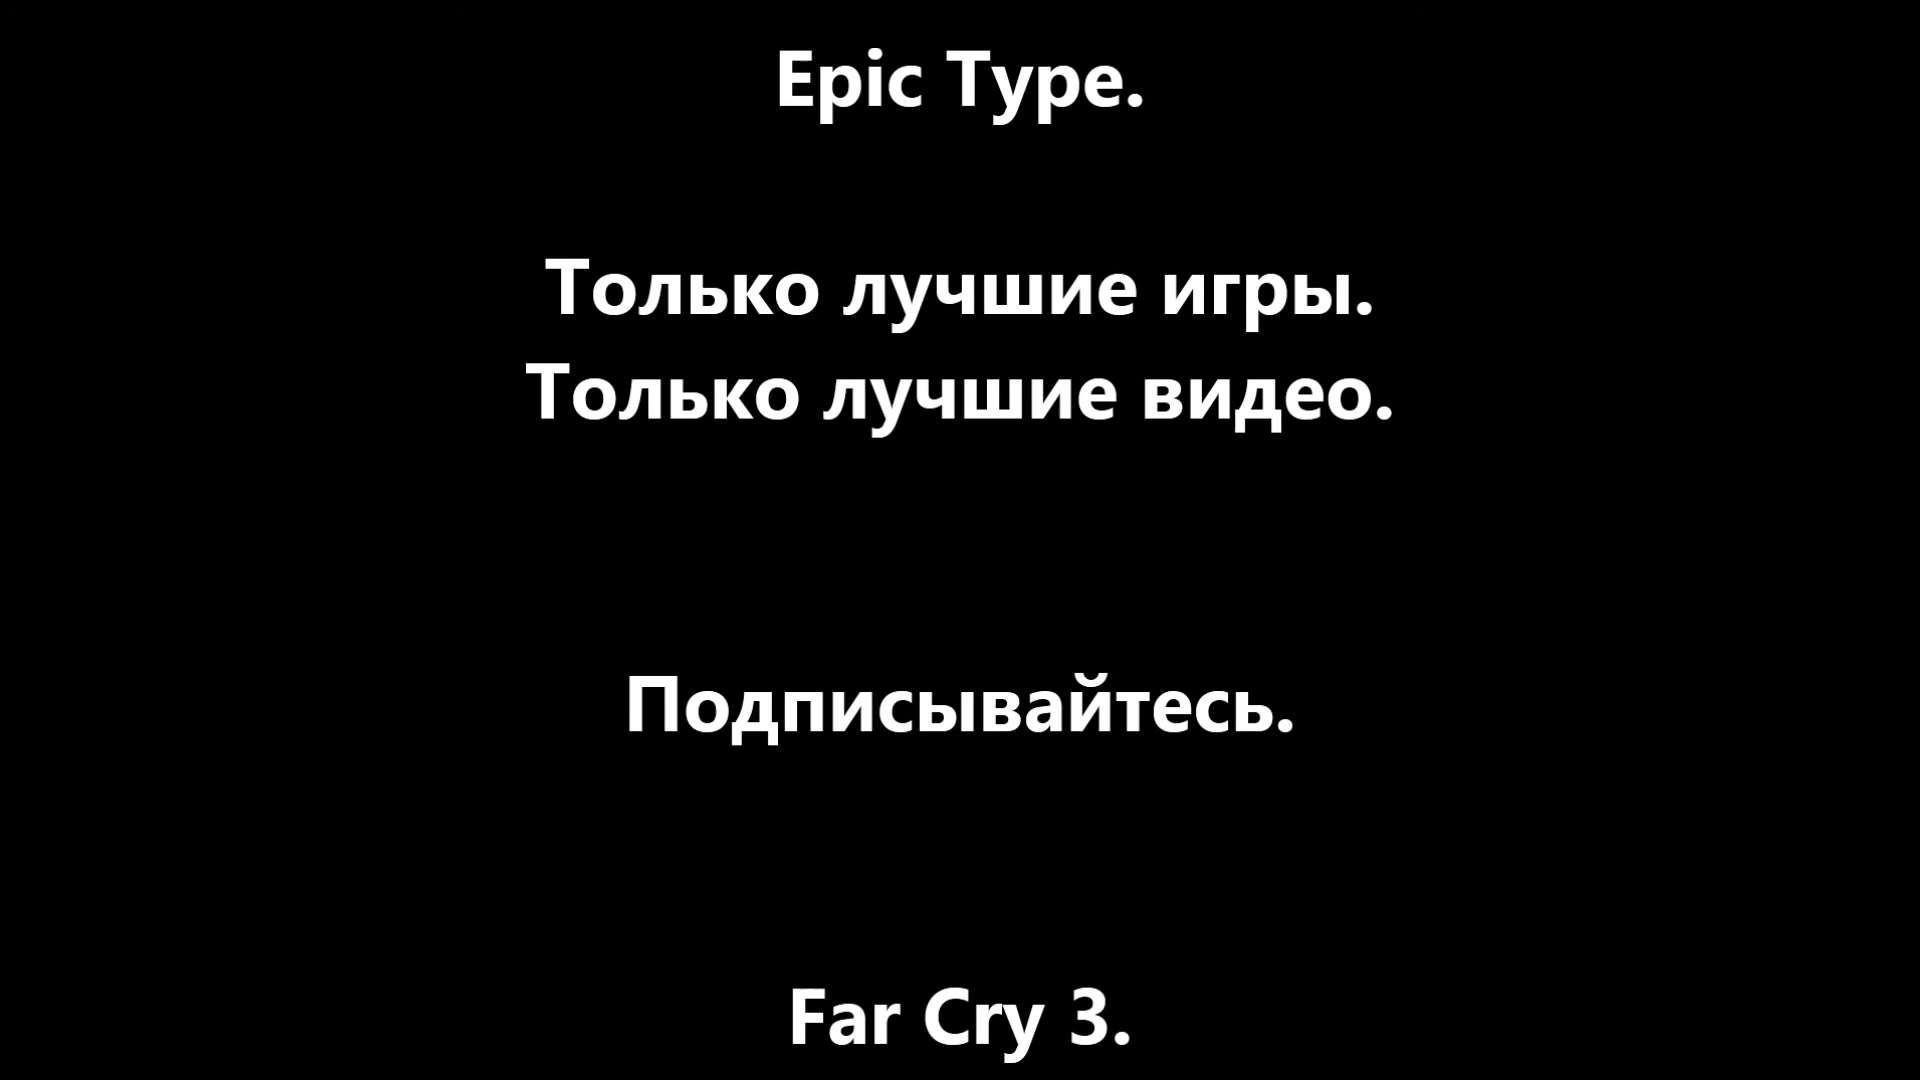 Epic Type.
Только лучшие игры.
Только лучшие видео.
Подписывайтесь.
Far Cry 3.